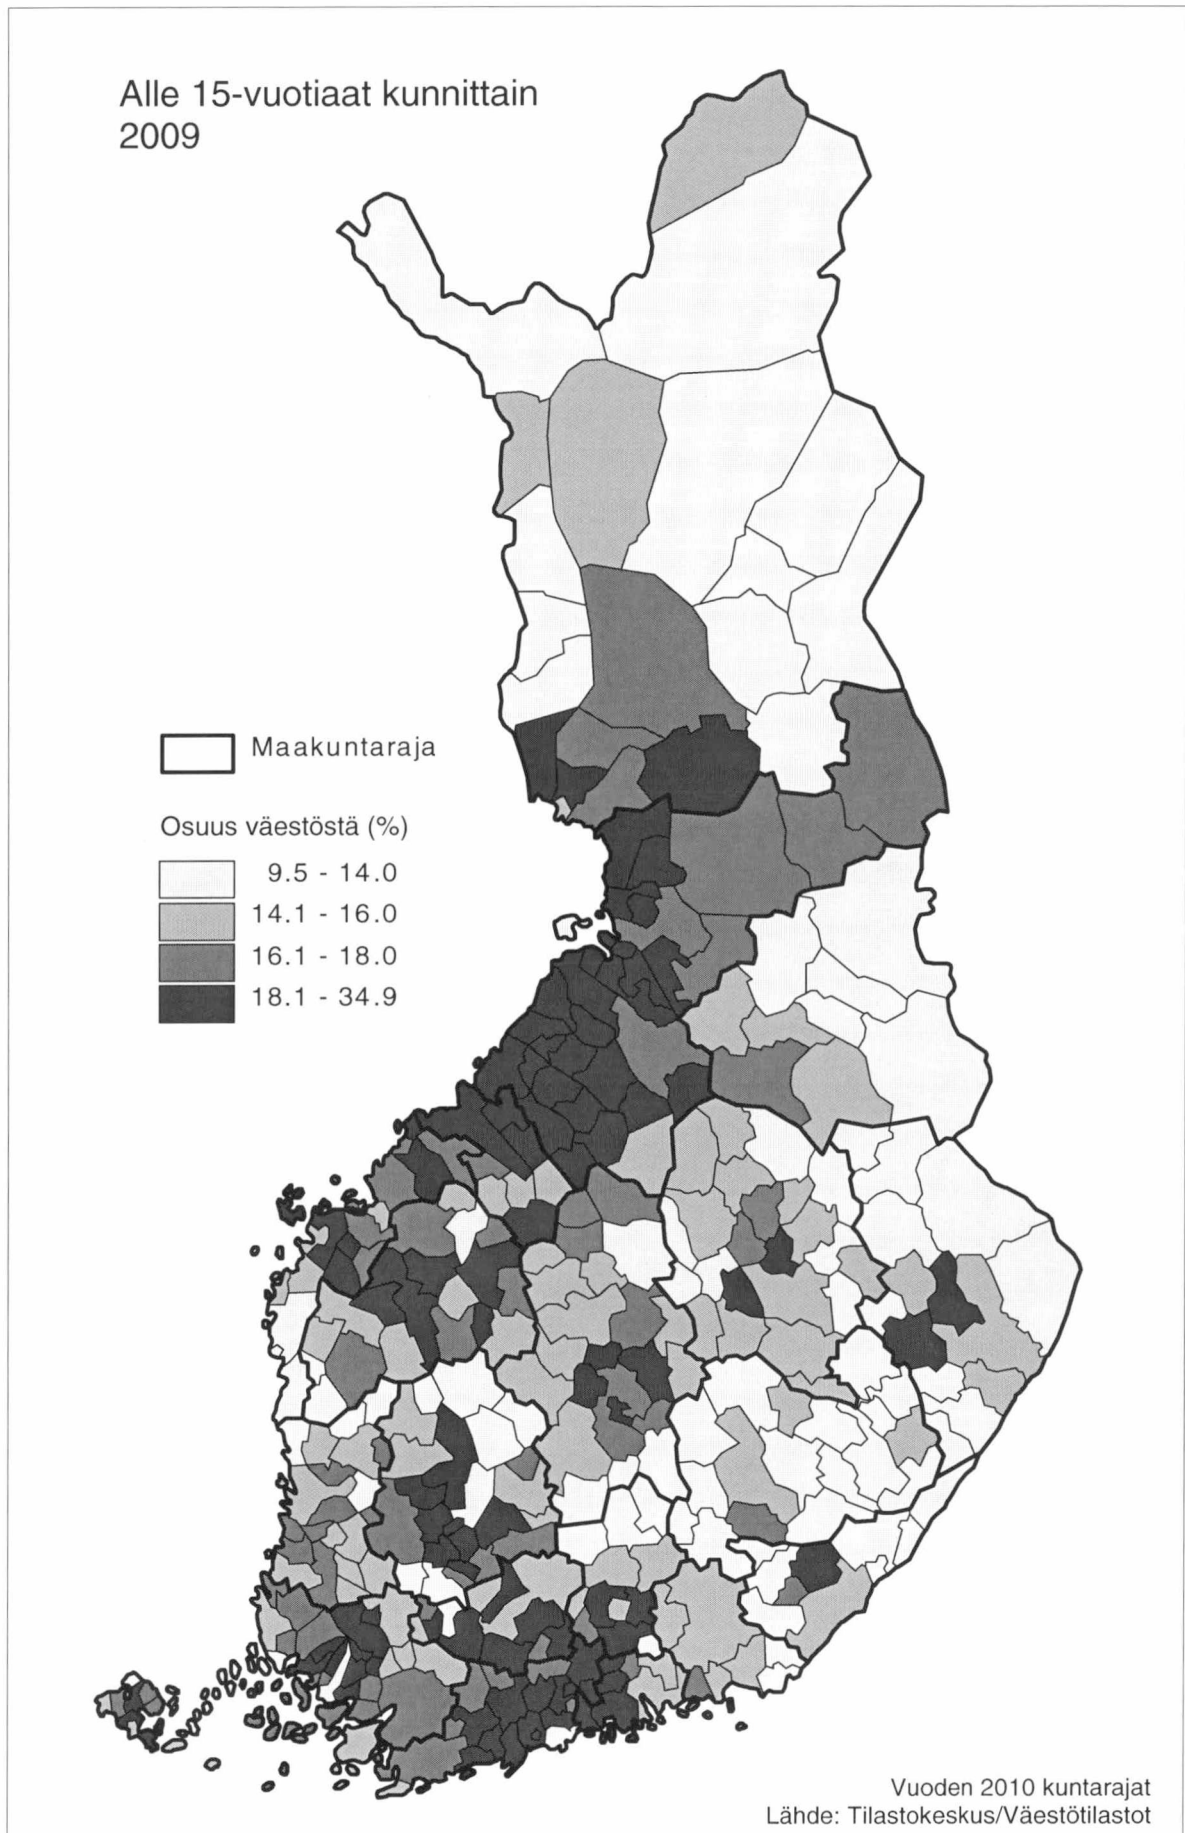 Alle 15-vuotiaat kunnittain
2009
Maakuntaraja
Osuus väestöstä (%)
9.5 - 14.0
14.1 - 16.0
16.1 - 18.0
18.1 - 34.9
Vuoden 2010 kuntarajat
Lähde: Tilastokeskus/Väestötilastot